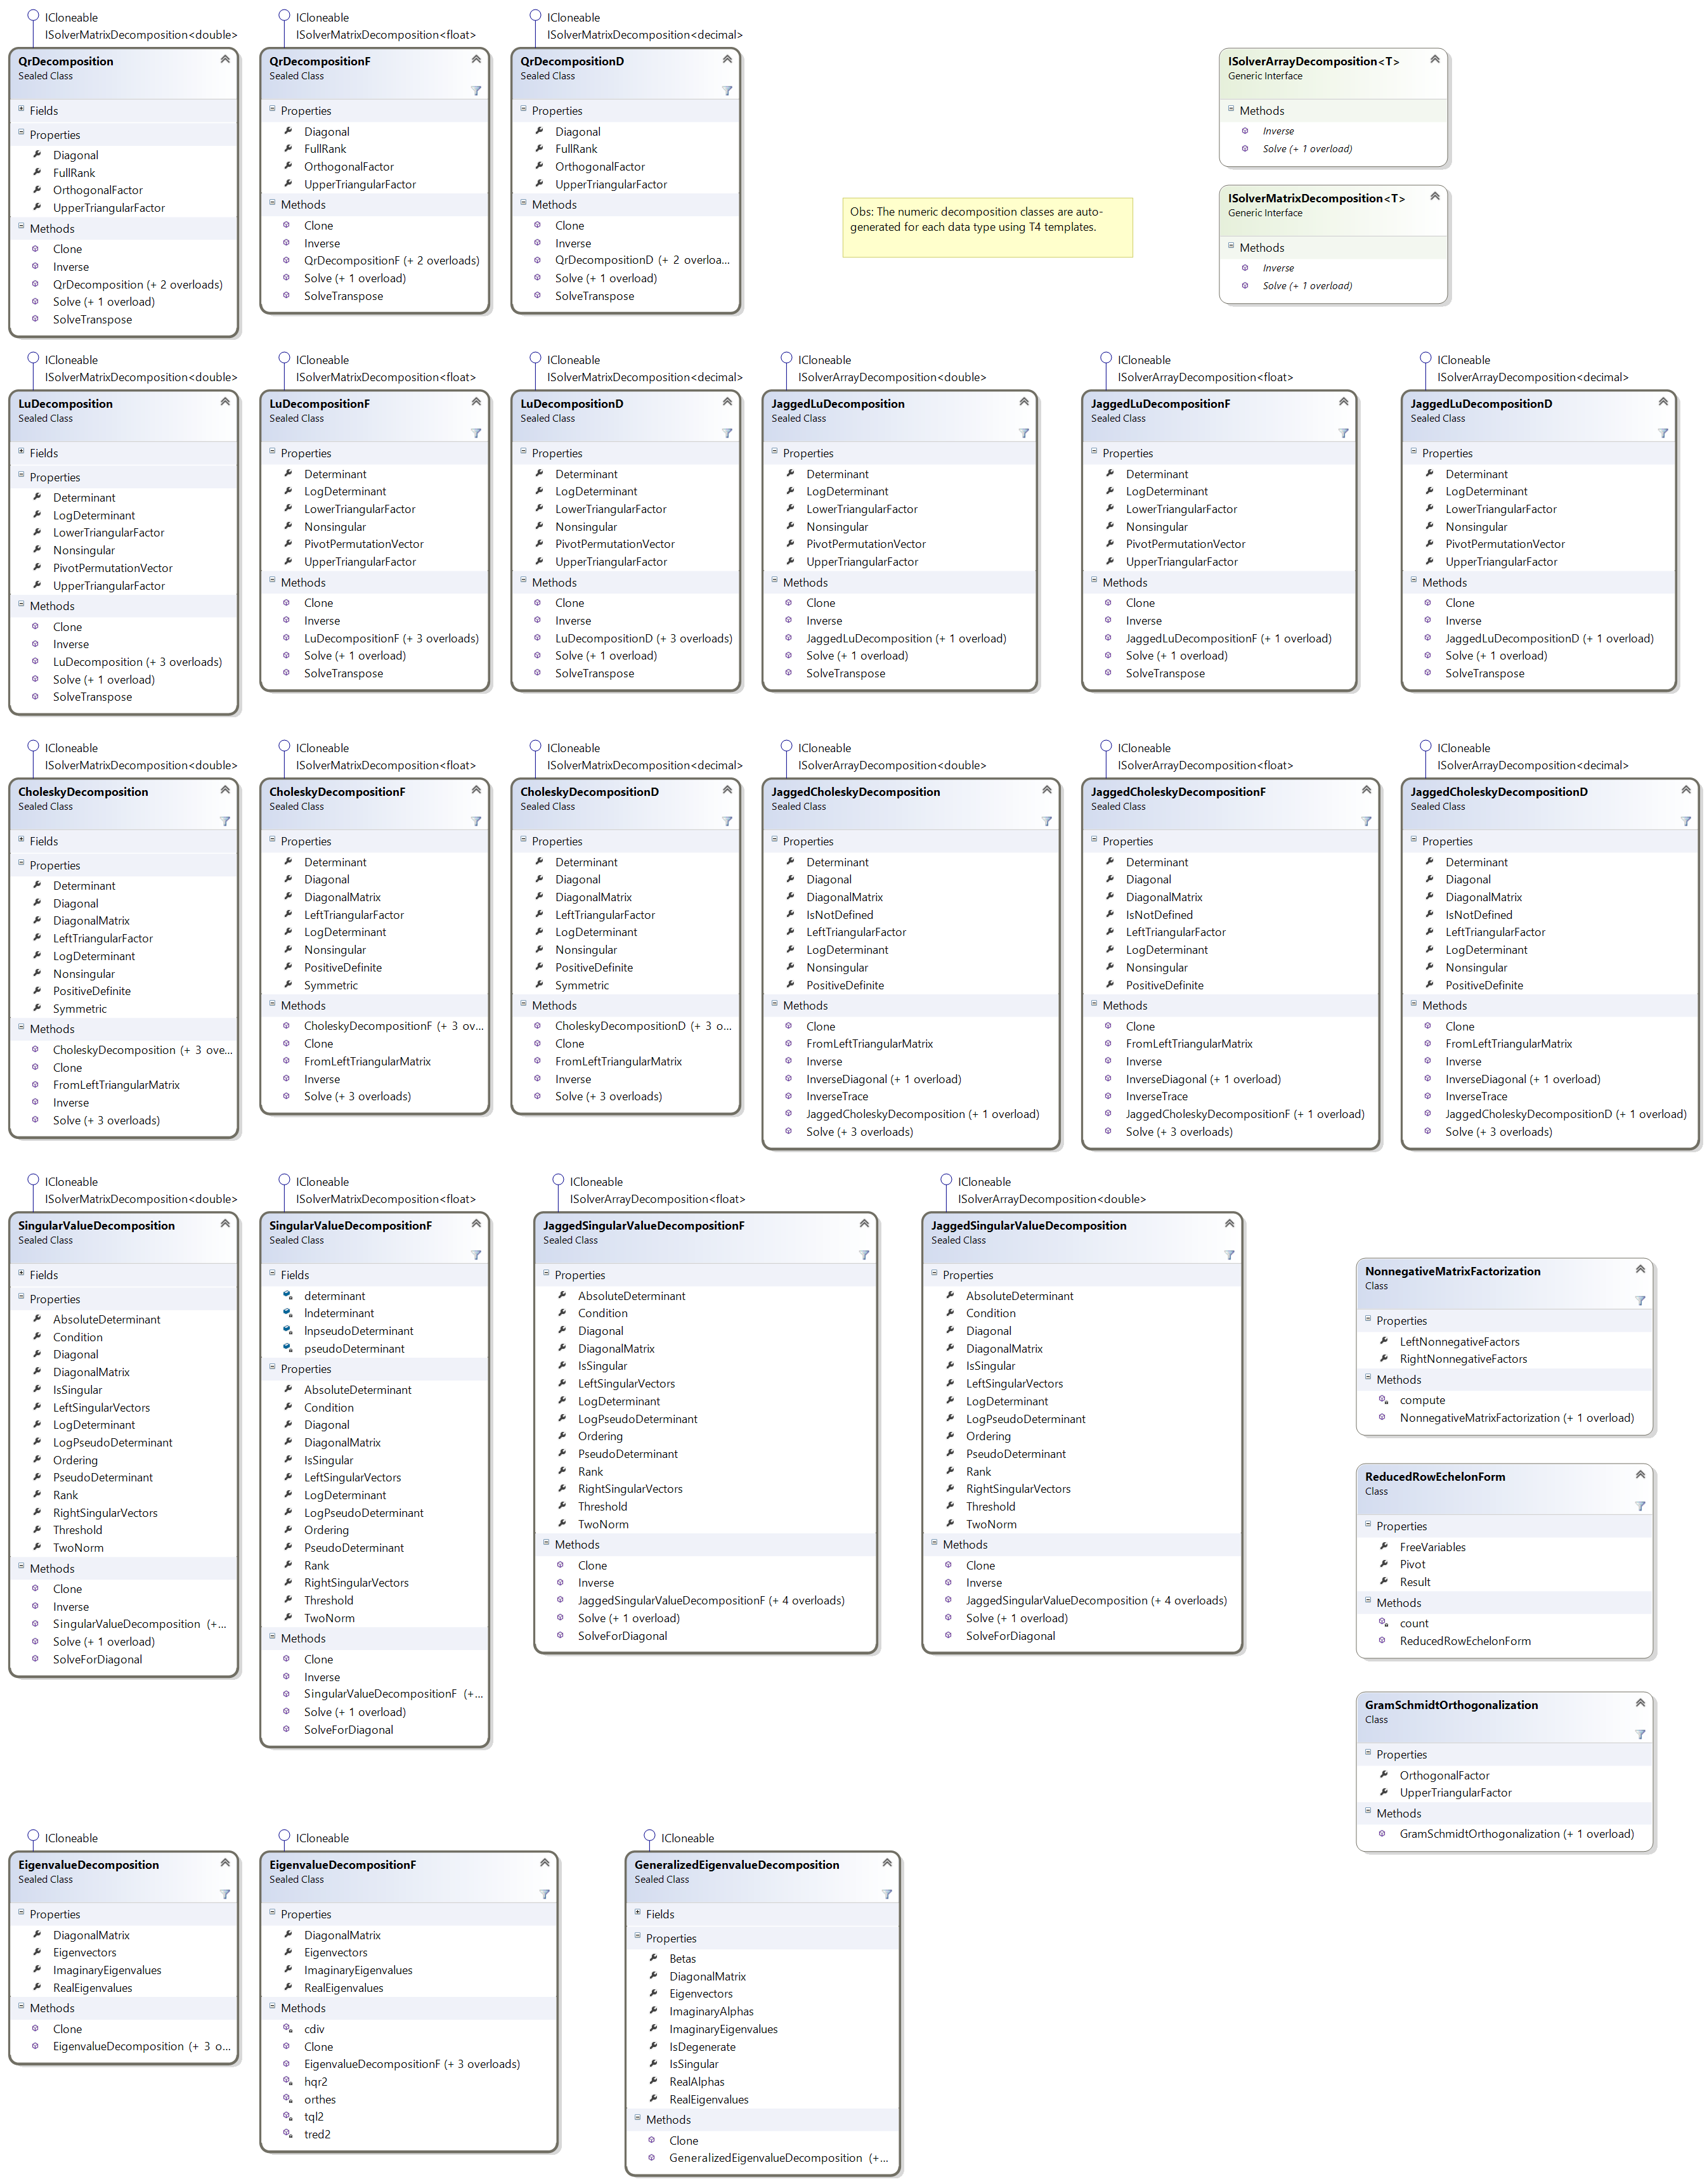 ICloneable
ISolverMatrixDecomposition<double>
QrDecomposition
Sealed Class
Fields
Properties
Diagonal
FullRank
OrthogonalFactor
UpperTriangularFactor
Methods
Clone
Inverse
QrDecomposition (+ 2 overloads)
Solve (+ 1 overload)
SolveTranspose
ICloneable
ISolverMatrixDecomposition<float>
QrDecompositionF
Sealed Class
Properties
Diagonal
FullRank
OrthogonalFactor
UpperTriangularFactor
Methods
Clone
Inverse
QrDecompositionF (+ 2 overloads)
Solve (+ 1 overload)
SolveTranspose
ICloneable
ISolverMatrixDecomposition<decimal>
QrDecompositionD
Sealed Class
Properties
Diagonal
FullRank
OrthogonalFactor
UpperTriangularFactor
Methods
Clone
Inverse
QrDecompositionD (+ 2 overloa...
Solve (+ 1 overload)
SolveTranspose
Obs: The numeric decomposition classes are auto-
generated for each data type using T4 templates.
ISolverArrayDecomposition<T>
Generic Interface
Methods
Inverse
Solve (+ 1 overload)
ISolverMatrixDecomposition<T>
Generic Interface
Methods
Inverse
Solve (+ 1 overload)
ICloneable
ISolverMatrixDecomposition<double>
LuDecomposition
Sealed Class
Fields
Properties
Determinant
LogDeterminant
LowerTriangularFactor
Nonsingular
PivotPermutationVector
UpperTriangularFactor
Methods
Clone
Inverse
LuDecomposition (+ 3 overloads)
Solve (+ 1 overload)
SolveTranspose
ICloneable
ISolverMatrixDecomposition<float>
LuDecompositionF
Sealed Class
Properties
Determinant
LogDeterminant
LowerTriangularFactor
Nonsingular
PivotPermutationVector
UpperTriangularFactor
Methods
Clone
Inverse
LuDecompositionF (+ 3 overloads)
Solve (+ 1 overload)
SolveTranspose
ICloneable
ISolverMatrixDecomposition<decimal>
LuDecompositionD
Sealed Class
Properties
Determinant
LogDeterminant
LowerTriangularFactor
Nonsingular
PivotPermutationVector
UpperTriangularFactor
Methods
Clone
Inverse
LuDecompositionD (+ 3 overloads)
Solve (+ 1 overload)
SolveTranspose
ICloneable
ISolverArrayDecomposition<double>
JaggedLuDecomposition
Sealed Class
Properties
Determinant
LogDeterminant
LowerTriangularFactor
Nonsingular
PivotPermutationVector
UpperTriangularFactor
Methods
Clone
Inverse
JaggedLuDecomposition (+ 1 overload)
Solve (+ 1 overload)
SolveTranspose
ICloneable
ISolverArrayDecomposition<float>
JaggedLuDecompositionF
Sealed Class
Properties
Determinant
LogDeterminant
LowerTriangularFactor
Nonsingular
PivotPermutationVector
UpperTriangularFactor
Methods
Clone
Inverse
JaggedLuDecompositionF (+ 1 overload)
Solve (+ 1 overload)
SolveTranspose
ICloneable
ISolverArrayDecomposition<decimal>
JaggedLuDecompositionD
Sealed Class
Properties
Determinant
LogDeterminant
LowerTriangularFactor
Nonsingular
PivotPermutationVector
UpperTriangularFactor
Methods
Clone
Inverse
JaggedLuDecompositionD (+ 1 overload)
Solve (+ 1 overload)
SolveTranspose
ICloneable
ISolverMatrixDecomposition<double>
CholeskyDecomposition
Sealed Class
Fields
Properties
Determinant
Diagonal
DiagonalMatrix
LeftTriangularFactor
LogDeterminant
Nonsingular
PositiveDefinite
Symmetric
Methods
CholeskyDecomposition (+ 3 ove...
Clone
FromLeftTriangularMatrix
Inverse
Solve (+ 3 overloads)
ICloneable
ISolverMatrixDecomposition<float>
CholeskyDecompositionF
Sealed Class
Properties
Determinant
Diagonal
DiagonalMatrix
LeftTriangularFactor
LogDeterminant
Nonsingular
PositiveDefinite
Symmetric
Methods
CholeskyDecompositionF (+ 3 ov...
Clone
FromLeftTriangularMatrix
Inverse
Solve (+ 3 overloads)
ICloneable
ISolverMatrixDecomposition<decimal>
CholeskyDecompositionD
Sealed Class
Properties
Determinant
Diagonal
DiagonalMatrix
LeftTriangularFactor
LogDeterminant
Nonsingular
PositiveDefinite
Symmetric
Methods
CholeskyDecompositionD (+ 3 o...
Clone
FromLeftTriangularMatrix
Inverse
Solve (+ 3 overloads)
ICloneable
ISolverArrayDecomposition<double>
JaggedCholeskyDecomposition
Sealed Class
Properties
Determinant
Diagonal
DiagonalMatrix
IsNotDefined
LeftTriangularFactor
LogDeterminant
Nonsingular
PositiveDefinite
Methods
Clone
FromLeftTriangularMatrix
Inverse
InverseDiagonal (+ 1 overload)
InverseTrace
JaggedCholeskyDecomposition (+ 1 overload)
Solve (+ 3 overloads)
ICloneable
ISolverArrayDecomposition<float>
JaggedCholeskyDecompositionF
Sealed Class
Properties
Determinant
Diagonal
DiagonalMatrix
IsNotDefined
LeftTriangularFactor
LogDeterminant
Nonsingular
PositiveDefinite
Methods
Clone
FromLeftTriangularMatrix
Inverse
InverseDiagonal (+ 1 overload)
InverseTrace
JaggedCholeskyDecompositionF (+ 1 overload)
Solve (+ 3 overloads)
ICloneable
ISolverArrayDecomposition<decimal>
JaggedCholeskyDecompositionD
Sealed Class
Properties
Determinant
Diagonal
DiagonalMatrix
IsNotDefined
LeftTriangularFactor
LogDeterminant
Nonsingular
PositiveDefinite
Methods
Clone
FromLeftTriangularMatrix
Inverse
InverseDiagonal (+ 1 overload)
InverseTrace
JaggedCholeskyDecompositionD (+ 1 overload)
Solve (+ 3 overloads)
ICloneable
ISolverMatrixDecomposition<double>
SingularValueDecomposition
Sealed Class
Fields
Properties
AbsoluteDeterminant
Condition
Diagonal
DiagonalMatrix
IsSingular
LeftSingularVectors
LogDeterminant
LogPseudoDeterminant
Ordering
PseudoDeterminant
Rank
RightSingularVectors
Threshold
TwoNorm
Methods
Clone
Inverse
SingularValueDecomposition (+...
Solve (+ 1 overload)
SolveForDiagonal
ICloneable
ISolverMatrixDecomposition<float>
SingularValueDecompositionF
Sealed Class
Fields
determinant
lndeterminant
lnpseudoDeterminant
pseudoDeterminant
Properties
AbsoluteDeterminant
Condition
Diagonal
DiagonalMatrix
IsSingular
LeftSingularVectors
LogDeterminant
LogPseudoDeterminant
Ordering
PseudoDeterminant
Rank
RightSingularVectors
Threshold
TwoNorm
Methods
Clone
Inverse
SingularValueDecompositionF (+...
Solve (+ 1 overload)
SolveForDiagonal
ICloneable
ISolverArrayDecomposition<float>
JaggedSingularValueDecompositionF
Sealed Class
Properties
AbsoluteDeterminant
Condition
Diagonal
DiagonalMatrix
IsSingular
LeftSingularVectors
LogDeterminant
LogPseudoDeterminant
Ordering
PseudoDeterminant
Rank
RightSingularVectors
Threshold
TwoNorm
Methods
Clone
Inverse
JaggedSingularValueDecompositionF (+ 4 overloads)
Solve (+ 1 overload)
SolveForDiagonal
ICloneable
ISolverArrayDecomposition<double>
JaggedSingularValueDecomposition
Sealed Class
Properties
AbsoluteDeterminant
Condition
Diagonal
DiagonalMatrix
IsSingular
LeftSingularVectors
LogDeterminant
LogPseudoDeterminant
Ordering
PseudoDeterminant
Rank
RightSingularVectors
Threshold
TwoNorm
Methods
Clone
Inverse
JaggedSingularValueDecomposition (+ 4 overloads)
Solve (+ 1 overload)
SolveForDiagonal
NonnegativeMatrixFactorization
Class
Properties
LeftNonnegativeFactors
RightNonnegativeFactors
Methods
compute
NonnegativeMatrixFactorization (+ 1 overload)
ReducedRowEchelonForm
Class
Properties
FreeVariables
Pivot
Result
Methods
count
ReducedRowEchelonForm
GramSchmidtOrthogonalization
Class
Properties
OrthogonalFactor
UpperTriangularFactor
Methods
GramSchmidtOrthogonalization (+ 1 overload)
ICloneable
EigenvalueDecomposition
Sealed Class
Properties
DiagonalMatrix
Eigenvectors
ImaginaryEigenvalues
RealEigenvalues
Methods
Clone
EigenvalueDecomposition (+ 3 o...
ICloneable
EigenvalueDecompositionF
Sealed Class
Properties
DiagonalMatrix
Eigenvectors
ImaginaryEigenvalues
RealEigenvalues
Methods
cdiv
Clone
EigenvalueDecompositionF (+ 3 overloads)
hqr2
orthes
tql2
tred2
ICloneable
GeneralizedEigenvalueDecomposition
Sealed Class
Fields
Properties
Betas
DiagonalMatrix
Eigenvectors
ImaginaryAlphas
ImaginaryEigenvalues
IsDegenerate
IsSingular
RealAlphas
RealEigenvalues
Methods
Clone
GeneralizedEigenvalueDecomposition (+...